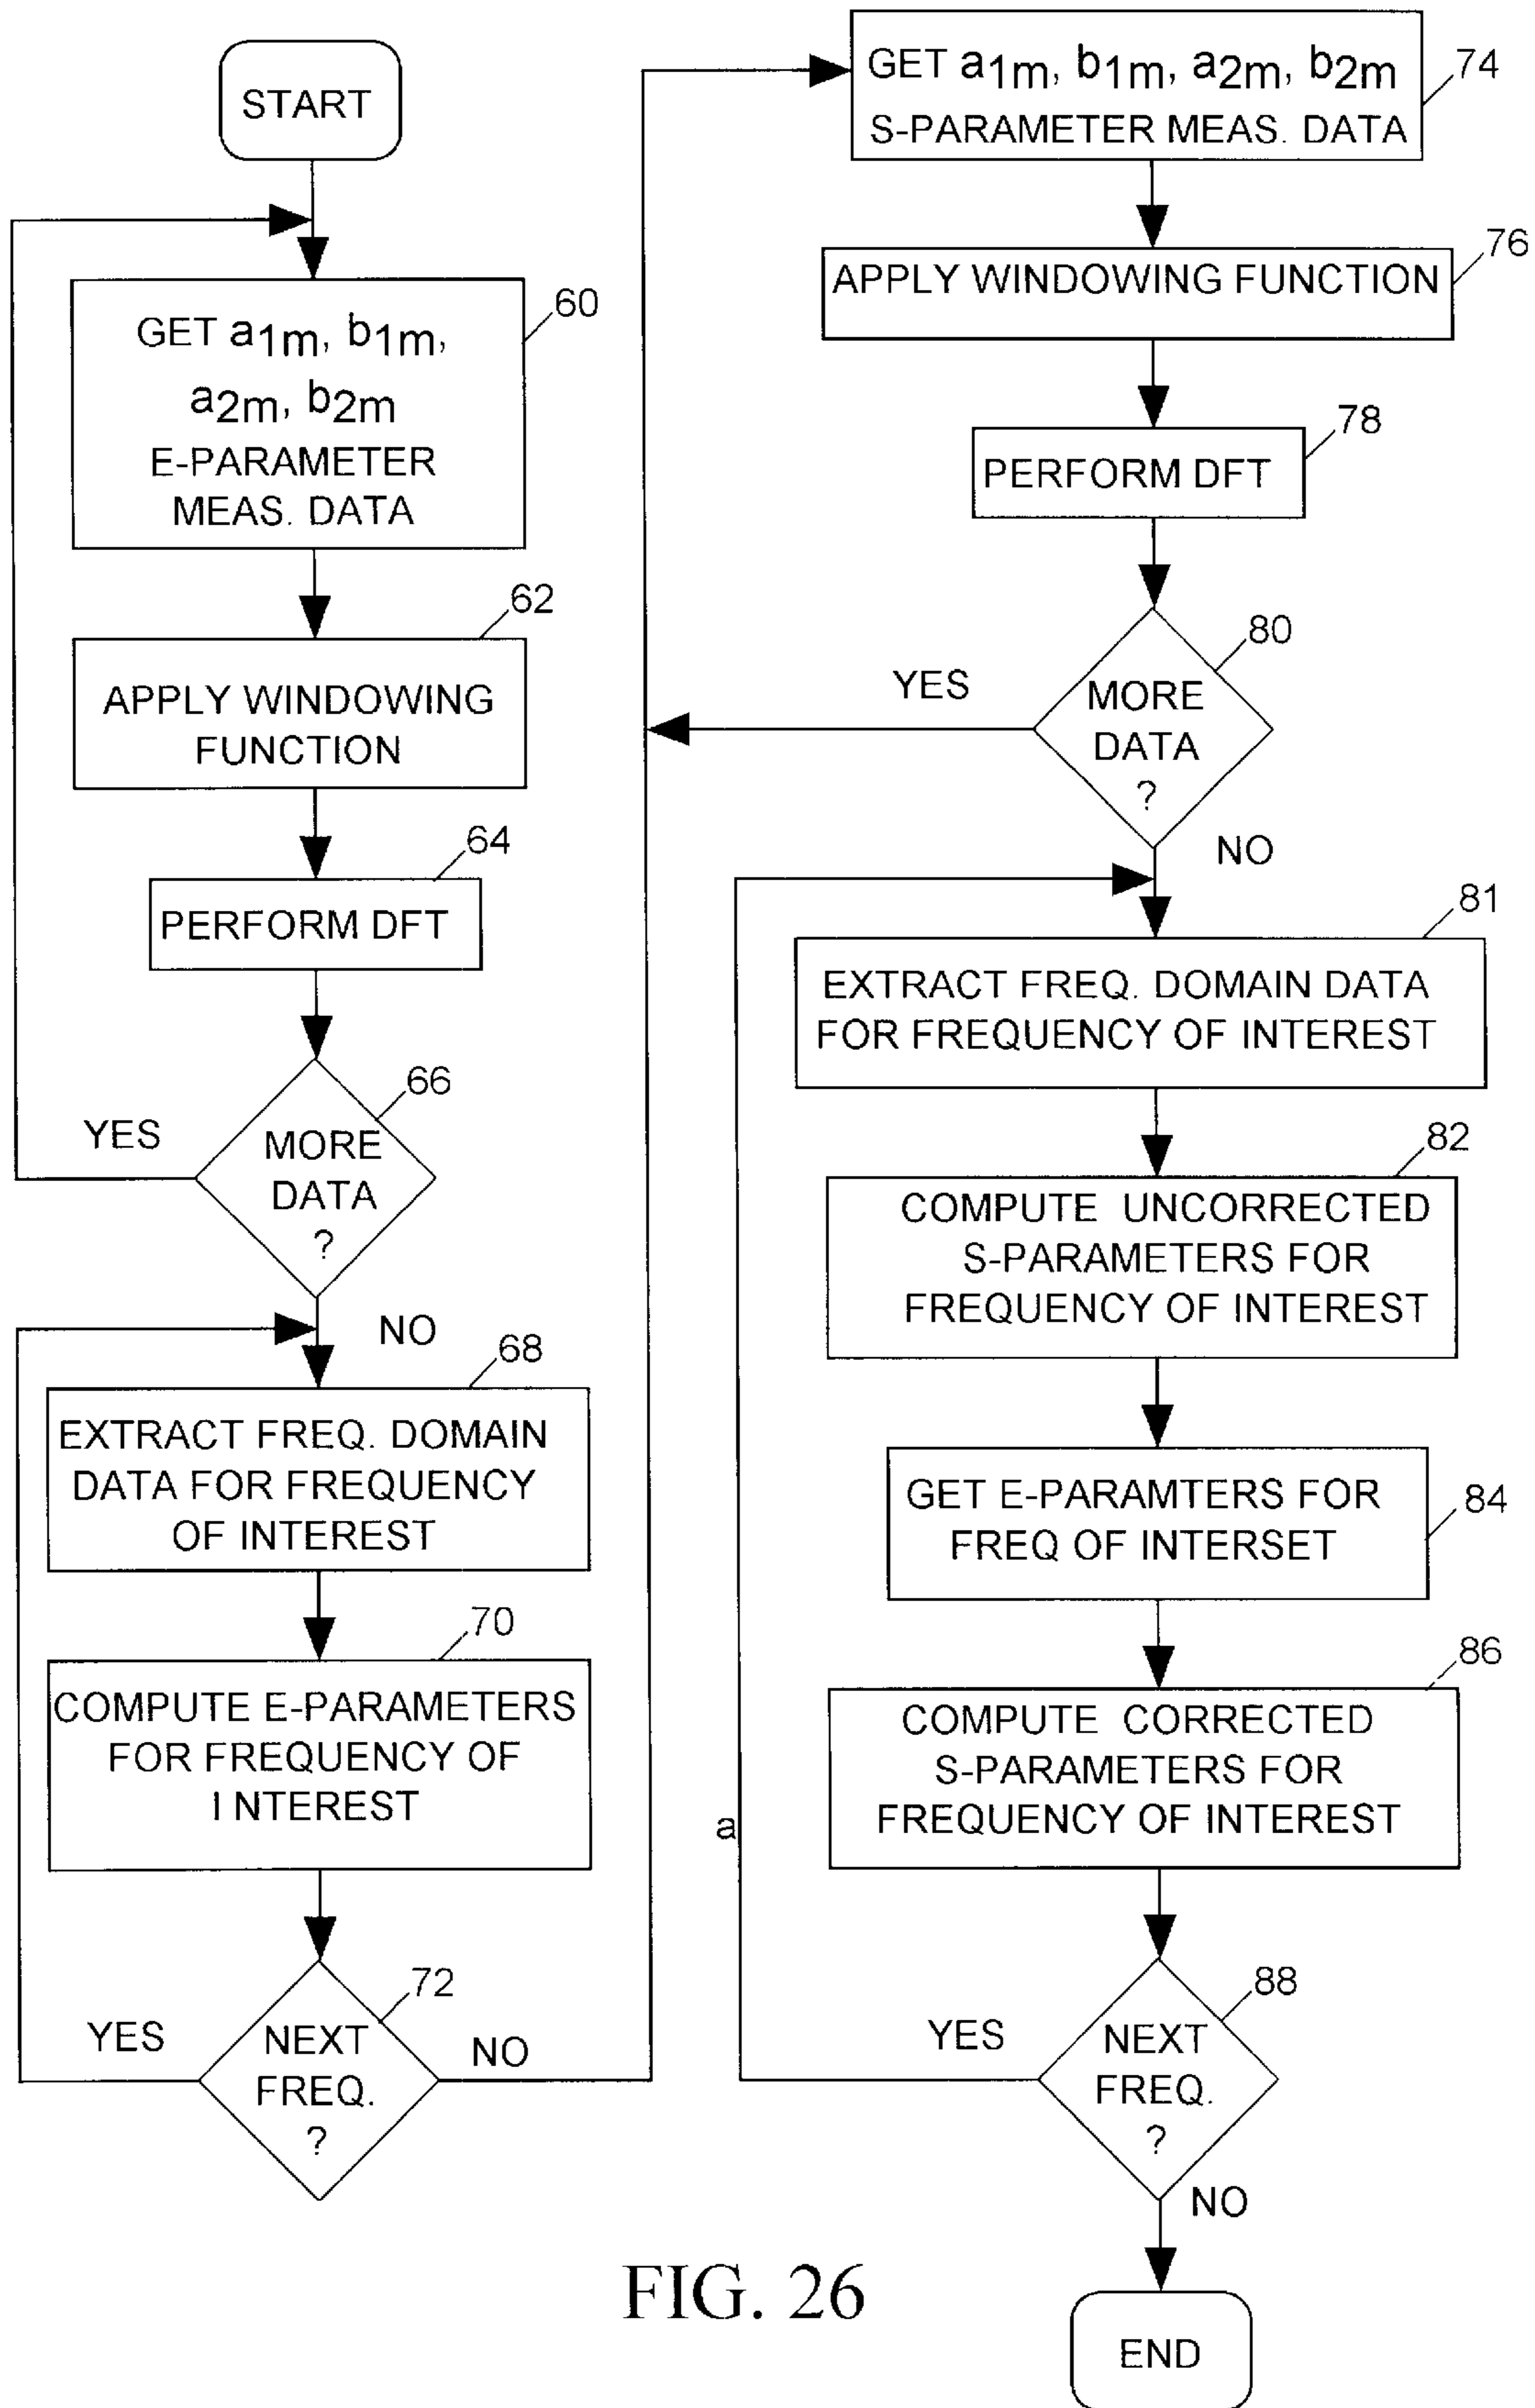 START
GET a1m, b1m,
a2m, b2m
E-PARAMETER
MEAS. DATA
60
APPLY WINDOWING
FUNCTION
62
PERFORM DFT
64
MORE
DATA
?
66
YES
NO
EXTRACT FREQ. DOMAIN
DATA FOR FREQUENCY
OF INTEREST
68
COMPUTE E-PARAMETERS
FOR FREQUENCY OF
I NTEREST
70
NEXT
FREQ.
?
72
YES
NO
GET a1m, b1m, a2m, b2m
S-PARAMETER MEAS. DATA
74
APPLY WINDOWING FUNCTION
76
PERFORM DFT
78
MORE
DATA
?
80
YES
NO
EXTRACT FREQ. DOMAIN DATA
FOR FREQUENCY OF INTEREST
81
COMPUTE UNCORRECTED
S-PARAMETERS FOR
FREQUENCY OF INTEREST
82
GET E-PARAMTERS FOR
FREQ OF INTERSET
84
COMPUTE CORRECTED
S-PARAMETERS FOR
FREQUENCY OF INTEREST
86
a
NEXT
FREQ.
?
88
YES
NO
END
FIG. 26